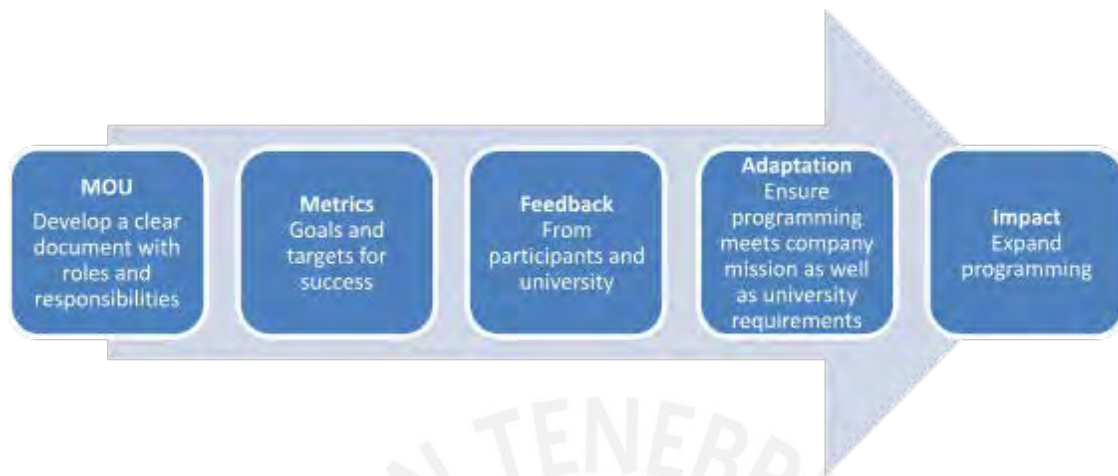 MOU
Develop a clear
document with
roles and
responsibilities
Metrics
Goals and
targets for
success
Feedback
From
participants and
university
Adaptation
Ensure
programming
meets company
mission as well
as university
requirements
Impact
Expand
programming
TENEBR